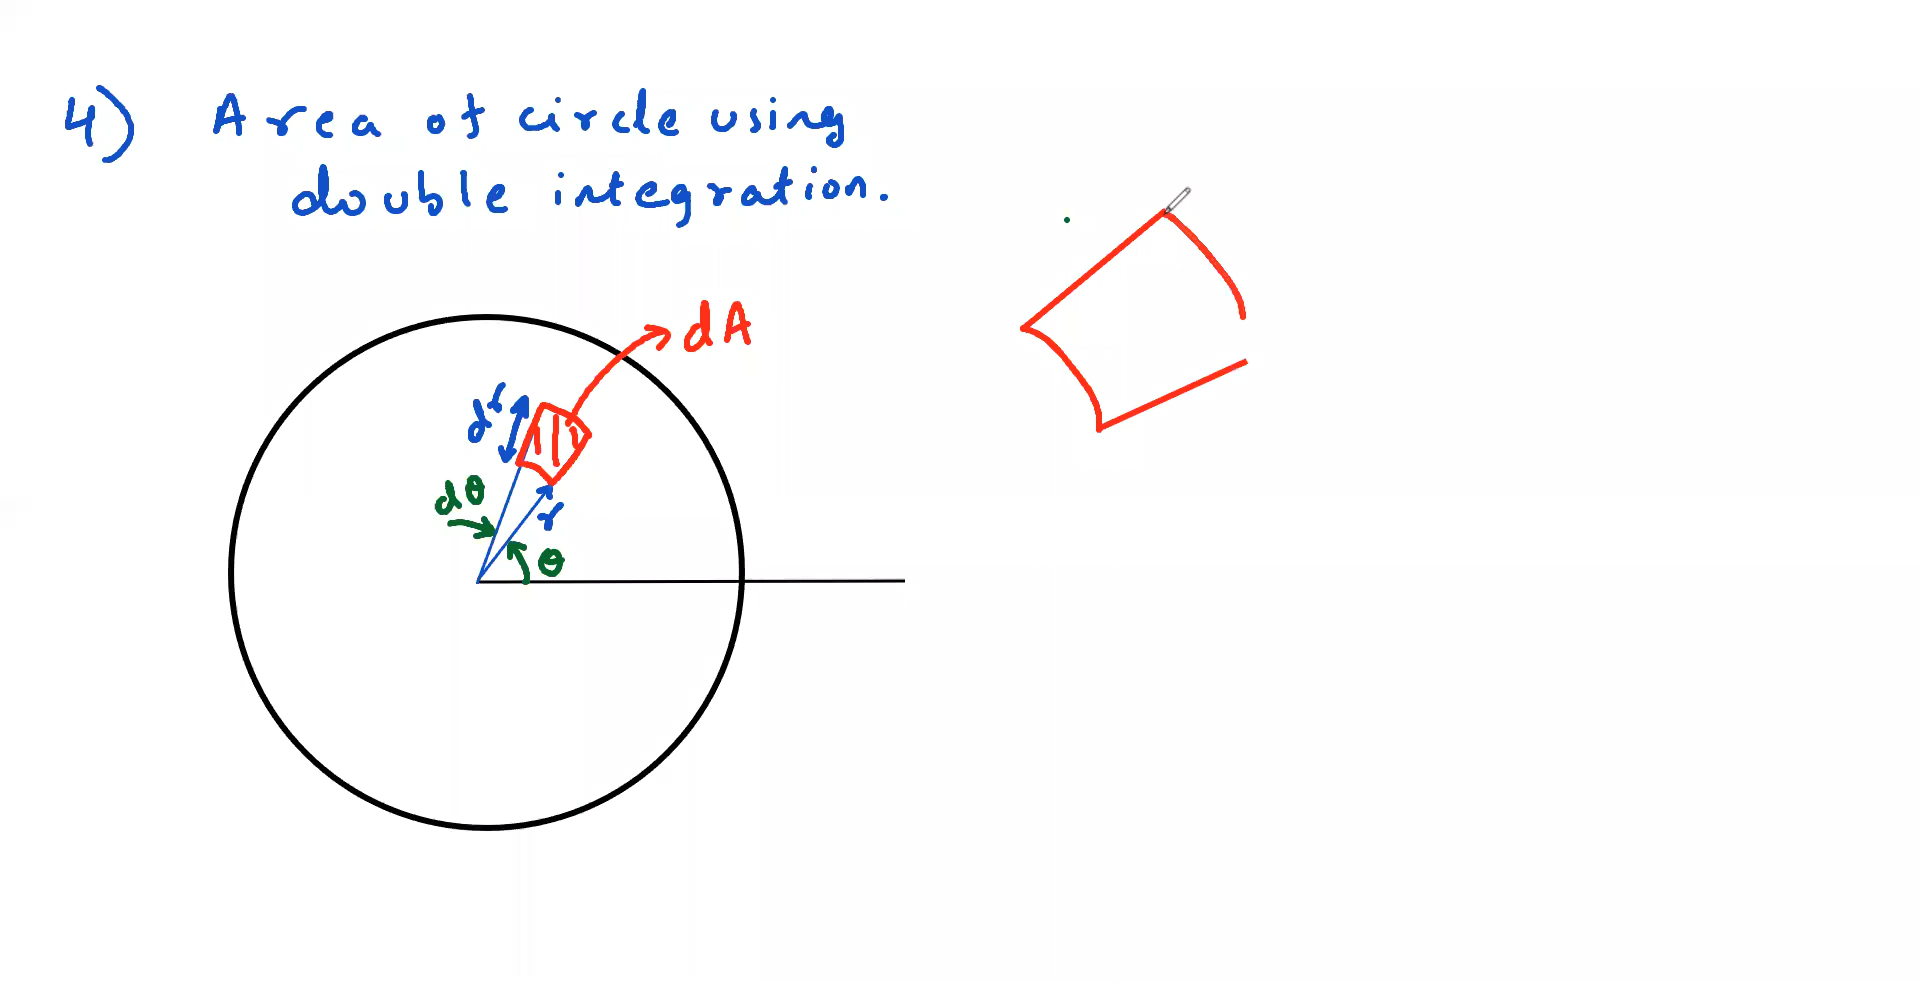 4) Area of circle using
double integration.
dA
dr
dθ
r
θ